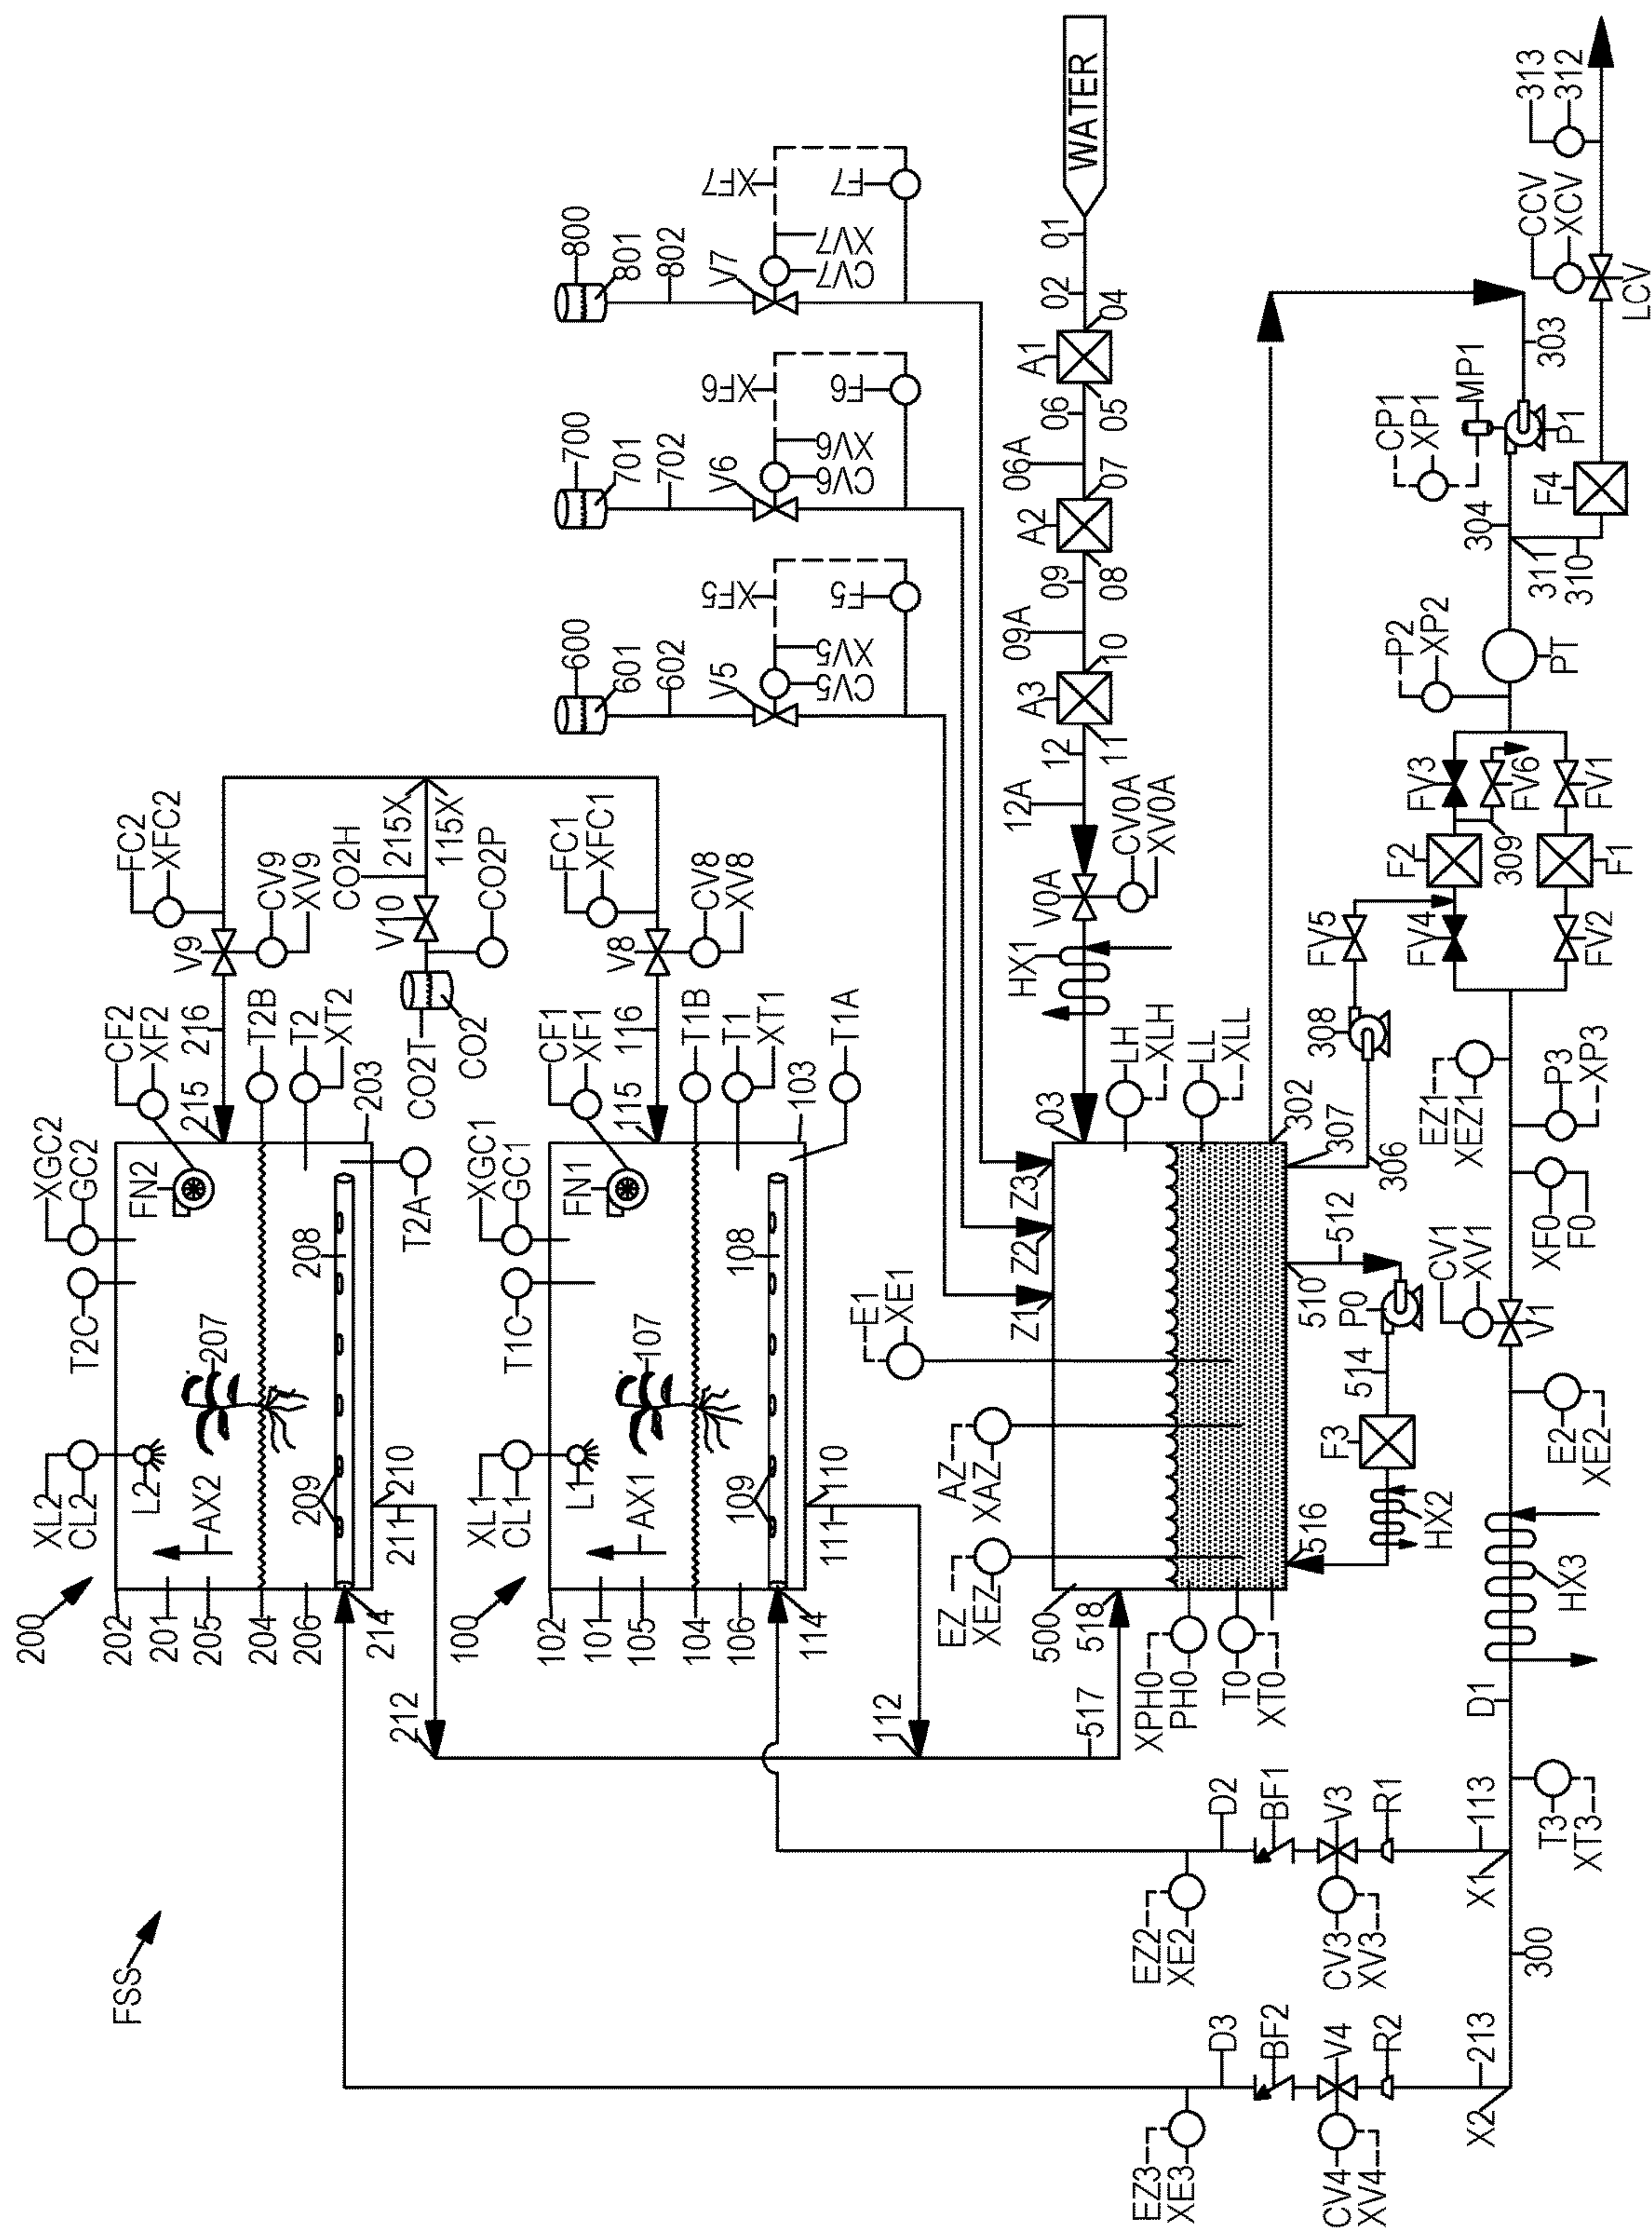 FSS
200
XL2
CL2
T2C
XGC2
GC2
CF2
XF2
FC2
XFC2
202
201
205
204
206
214
L2
AX2
207
209
208
FN2
215
216
V9
CV9
XV9
T2B
T2
XT2
203
T2A
210
211
212
CO2H
215X
115X
V10
CO2P
CO2T
CO2
100
XL1
CL1
T1C
XGC1
GC1
CF1
XF1
FC1
XFC1
102
101
105
104
106
114
L1
AX1
107
109
108
FN1
115
116
V8
CV8
XV8
T1B
T1
XT1
103
T1A
110
111
112
600
601
602
V5
CV5
XV5
XF5
F5
700
701
702
V6
CV6
XV6
XF6
F6
800
801
802
V7
CV7
XV7
XF7
F7
WATER
01
02
04
A1
05
06
06A
07
A2
08
09
09A
10
A3
11
12
12A
V0A
CV0A
XV0A
HX1
03
Z3
Z2
Z1
E1
XE1
AZ
XAZ
EZ
XEZ
500
518
517
XPH0
PH0
T0
XT0
LH
XLH
LL
XLL
302
307
306
308
510
512
P0
514
F3
HX2
516
FV5
FV4
FV2
F2
F1
309
FV3
FV6
FV1
P2
XP2
PT
304
311
310
CP1
XP1
MP1
P1
303
F4
LCV
CCV
XCV
313
312
EZ1
XEZ1
P3
XP3
XF0
F0
CV1
XV1
V1
E2
XE2
HX3
D1
T3
XT3
D2
BF1
V3
R1
113
X1
EZ2
XE2
CV3
XV3
300
D3
BF2
V4
R2
213
X2
EZ3
XE3
CV4
XV4